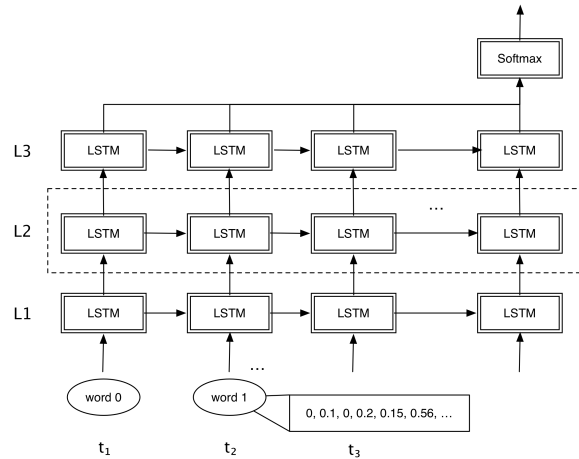 Softmax
L3 LSTM LSTM LSTM LSTM
...
L2 LSTM LSTM LSTM LSTM
L1 LSTM LSTM LSTM LSTM
...
word 0 word 1 0, 0.1, 0, 0.2, 0.15, 0.56, ...
t1 t2 t3